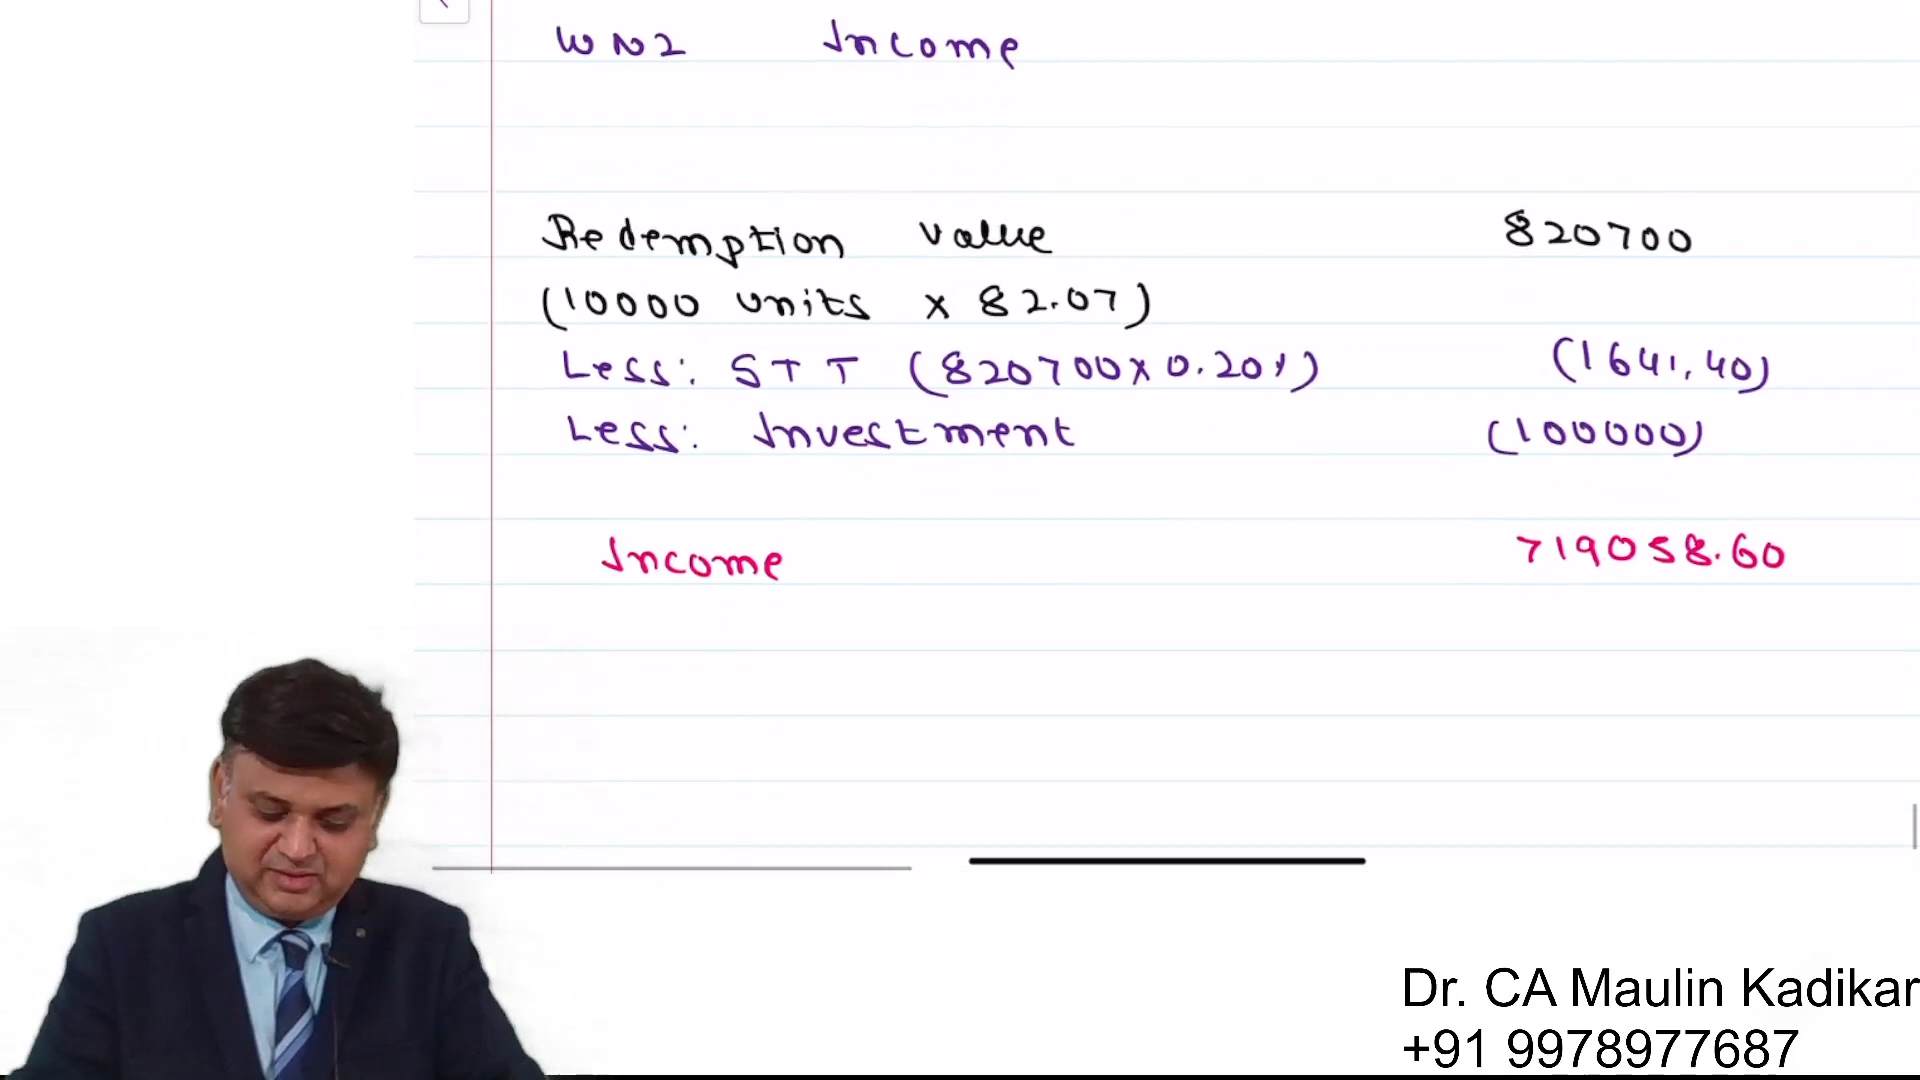 WN2 Income
Redemption value 820700
(10000 units x 82.07)
Less: STT (820700x0.20%) (1641.40)
Less: Investment (100000)
Income 719058.60
Dr. CA Maulin Kadikar
+91 9978977687